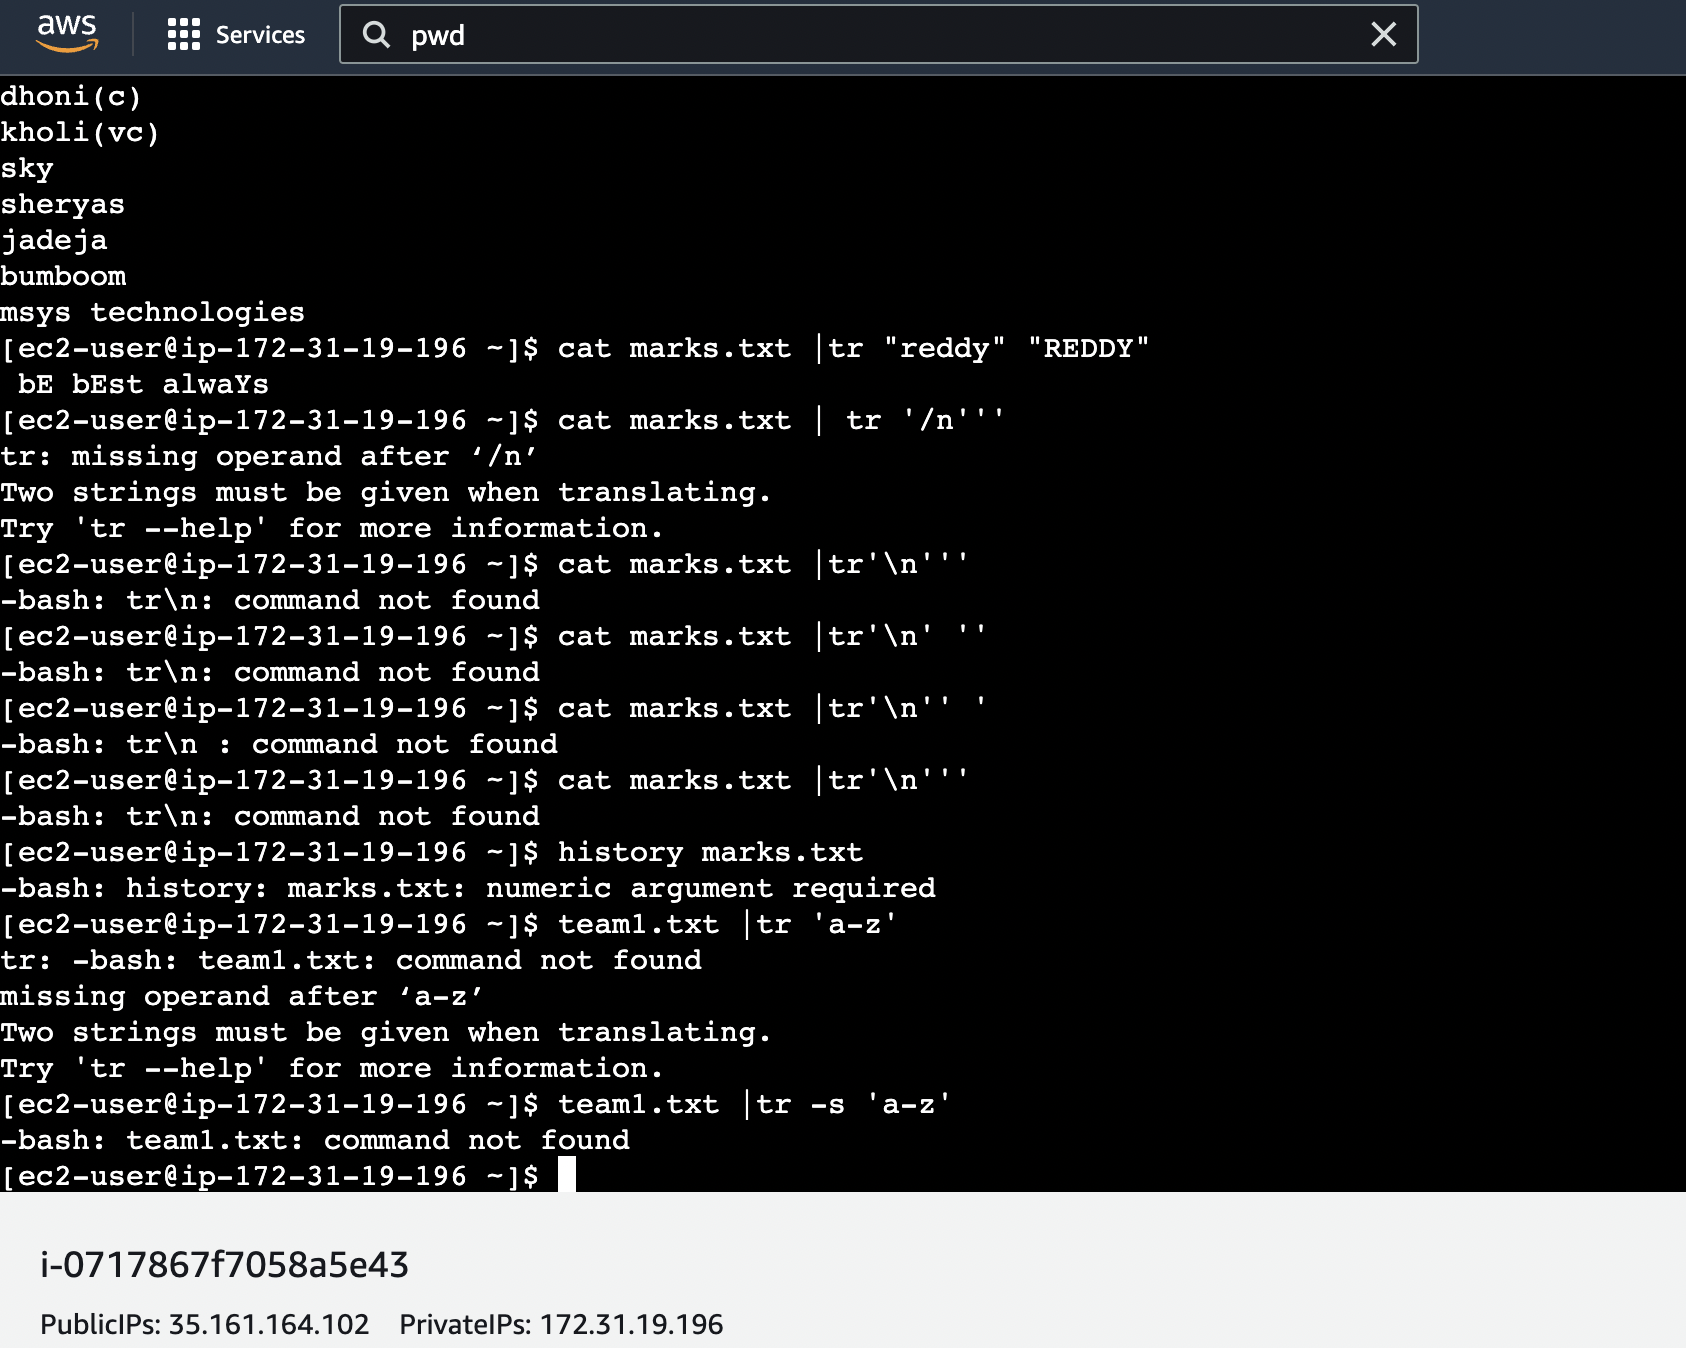 aws Services pwd
dhoni(c)
kholi(vc)
sky
sheryas
jadeja
bumboom
msys technologies
[ec2-user@ip-172-31-19-196 ~]$ cat marks.txt |tr "reddy" "REDDY"
 bE bEst alwaYs
[ec2-user@ip-172-31-19-196 ~]$ cat marks.txt | tr '/n'''
tr: missing operand after ‘/n’
Two strings must be given when translating.
Try 'tr --help' for more information.
[ec2-user@ip-172-31-19-196 ~]$ cat marks.txt |tr'\n'''
-bash: tr\n: command not found
[ec2-user@ip-172-31-19-196 ~]$ cat marks.txt |tr'\n' ''
-bash: tr\n: command not found
[ec2-user@ip-172-31-19-196 ~]$ cat marks.txt |tr'\n'' '
-bash: tr\n : command not found
[ec2-user@ip-172-31-19-196 ~]$ cat marks.txt |tr'\n'''
-bash: tr\n: command not found
[ec2-user@ip-172-31-19-196 ~]$ history marks.txt
-bash: history: marks.txt: numeric argument required
[ec2-user@ip-172-31-19-196 ~]$ team1.txt |tr 'a-z'
tr: -bash: team1.txt: command not found
missing operand after ‘a-z’
Two strings must be given when translating.
Try 'tr --help' for more information.
[ec2-user@ip-172-31-19-196 ~]$ team1.txt |tr -s 'a-z'
-bash: team1.txt: command not found
[ec2-user@ip-172-31-19-196 ~]$
i-0717867f7058a5e43
PublicIPs: 35.161.164.102 PrivateIPs: 172.31.19.196